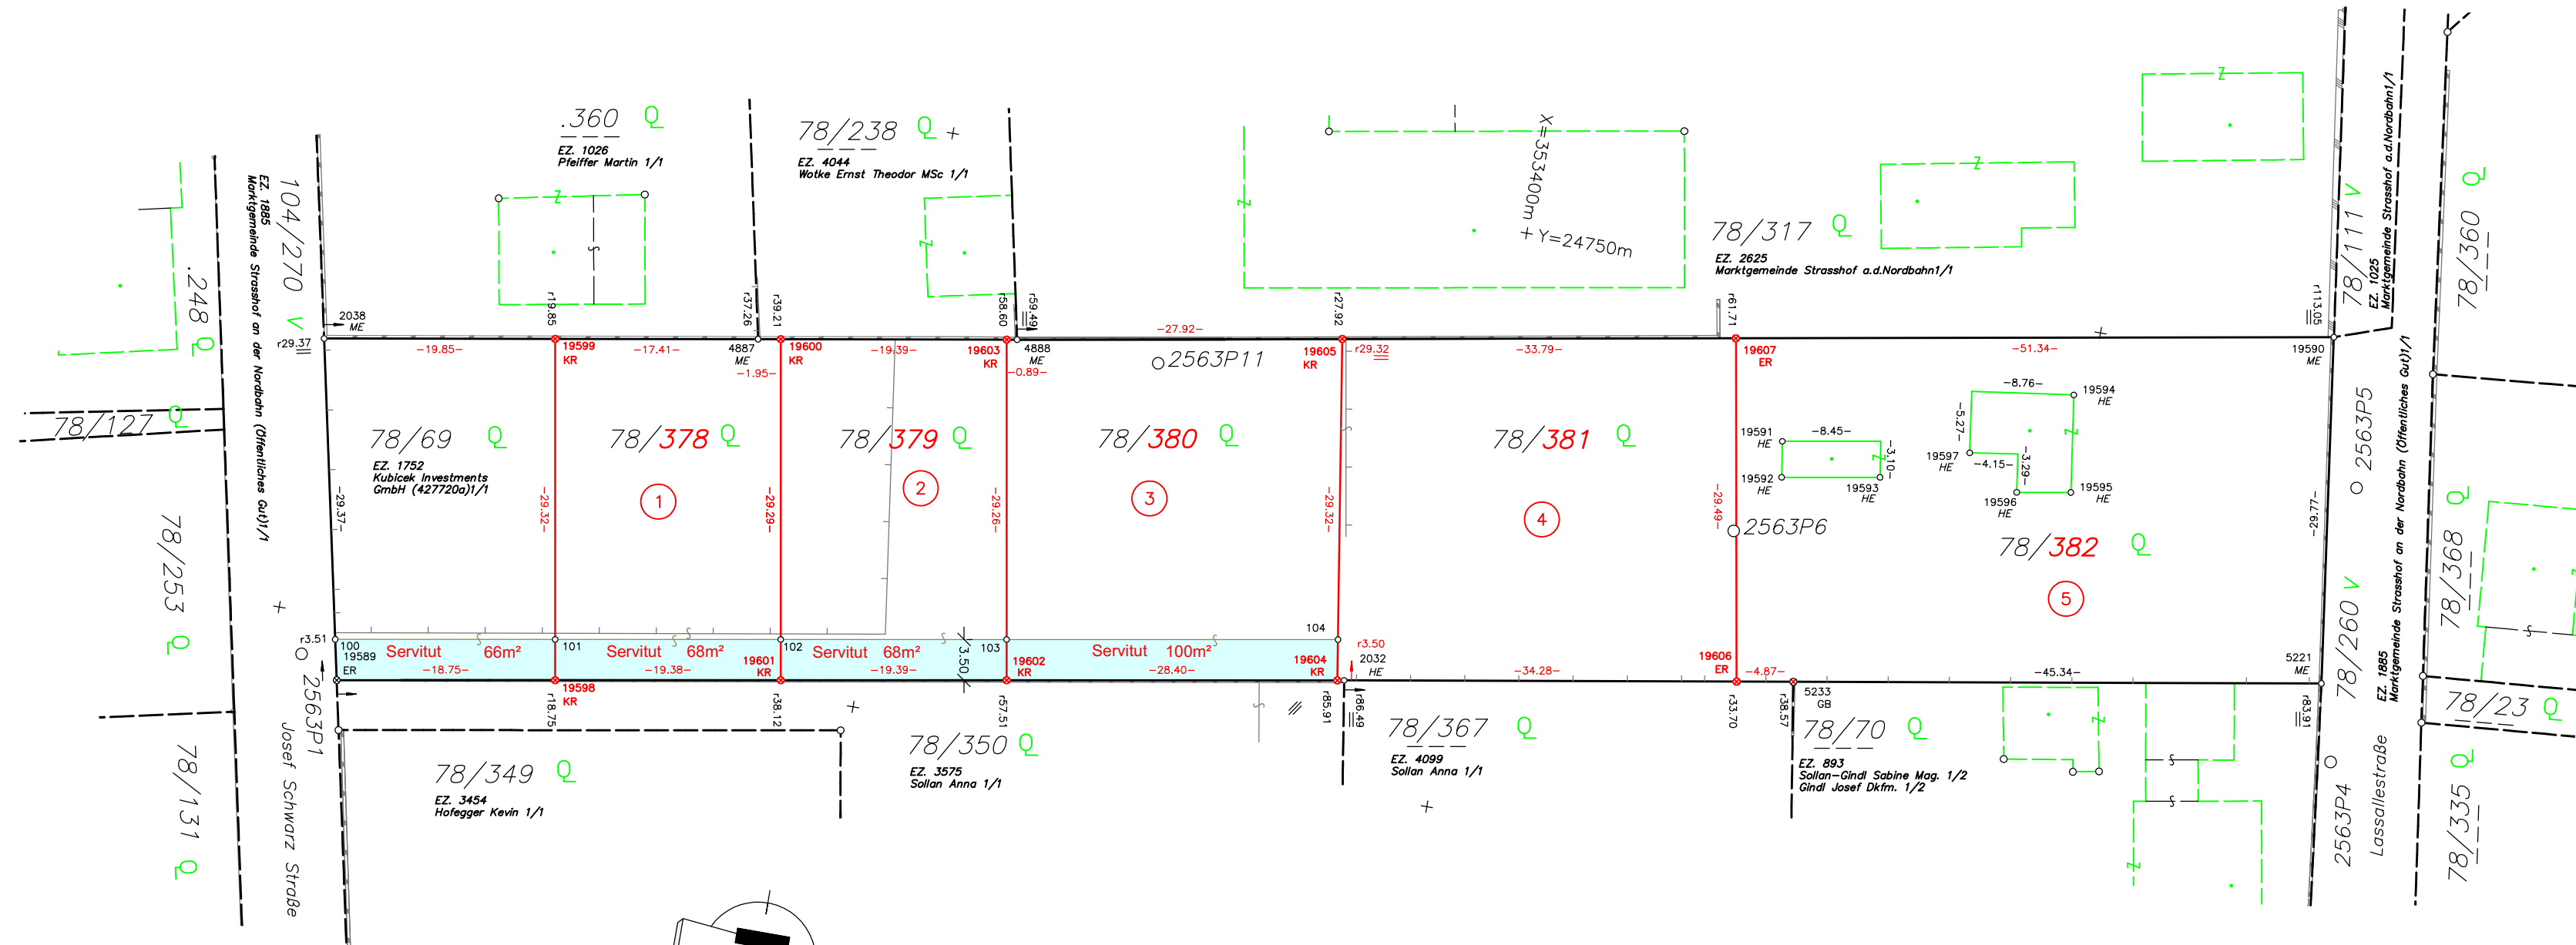 .360
EZ. 1026
Pfeiffer Martin 1/1
78/238
EZ. 4044
Wotke Ernst Theodor MSc 1/1
X=353400m
Y=24750m
78/317
EZ. 2625
Marktgemeinde Strasshof a.d.Nordbahn1/1
104/270 V
EZ. 1885
Marktgemeinde Strasshof an der Nordbahn (Öffentliches Gut)1/1
.248
78/127
78/253
78/131
2563P1
Josef Schwarz Straße
78/111 V
EZ. 1025
Marktgemeinde Strasshof a.d.Nordbahn1/1
78/360
r29.37
2038
ME
r19.85
r37.26
r39.21
r58.60
r59.49
r27.92
r61.71
r11.05
-19.85-
19599
KR
-17.41-
4887
ME
-1.95-
19600
KR
-19.39-
19603
KR
4888
ME
-0.89-
-27.92-
2563P11
19605
KR
r29.32
-33.79-
19607
ER
-51.34-
19590
ME
78/69
EZ. 1752
Kubicek Investments
GmbH (427720a)1/1
78/378
78/379
78/380
78/381
78/382
1
2
3
4
5
-29.37-
-29.32-
-29.29-
-29.26-
-29.32-
-29.49-
-29.77-
2563P6
19591
HE
-8.45-
-3.10-
19592
HE
19593
HE
-8.76-
19594
HE
-5.27-
19597
HE
-4.15-
-3.29-
19596
HE
19595
HE
2563P5
EZ. 1885
Marktgemeinde Strasshof an der Nordbahn (Öffentliches Gut)1/1
78/260 V
78/368
78/23
78/335
2563P4
Lassallestraße
r3.51
100
19589
ER
Servitut 66m²
-18.75-
101
19598
KR
Servitut 68m²
-19.38-
19601
KR
102
Servitut 68m²
-19.39-
3.50
103
19602
KR
Servitut 100m²
-28.40-
104
19604
KR
r3.50
2032
HE
-34.28-
19606
ER
-4.87-
-45.34-
5221
ME
5233
GB
r18.75
r38.12
r57.51
r85.91
r86.49
r33.70
r38.57
r83.91
78/349
EZ. 3454
Hofegger Kevin 1/1
78/350
EZ. 3575
Sollan Anna 1/1
78/367
EZ. 4099
Sollan Anna 1/1
78/70
EZ. 893
Sollan-Gindl Sabine Mag. 1/2
Gindl Josef Dkfm. 1/2